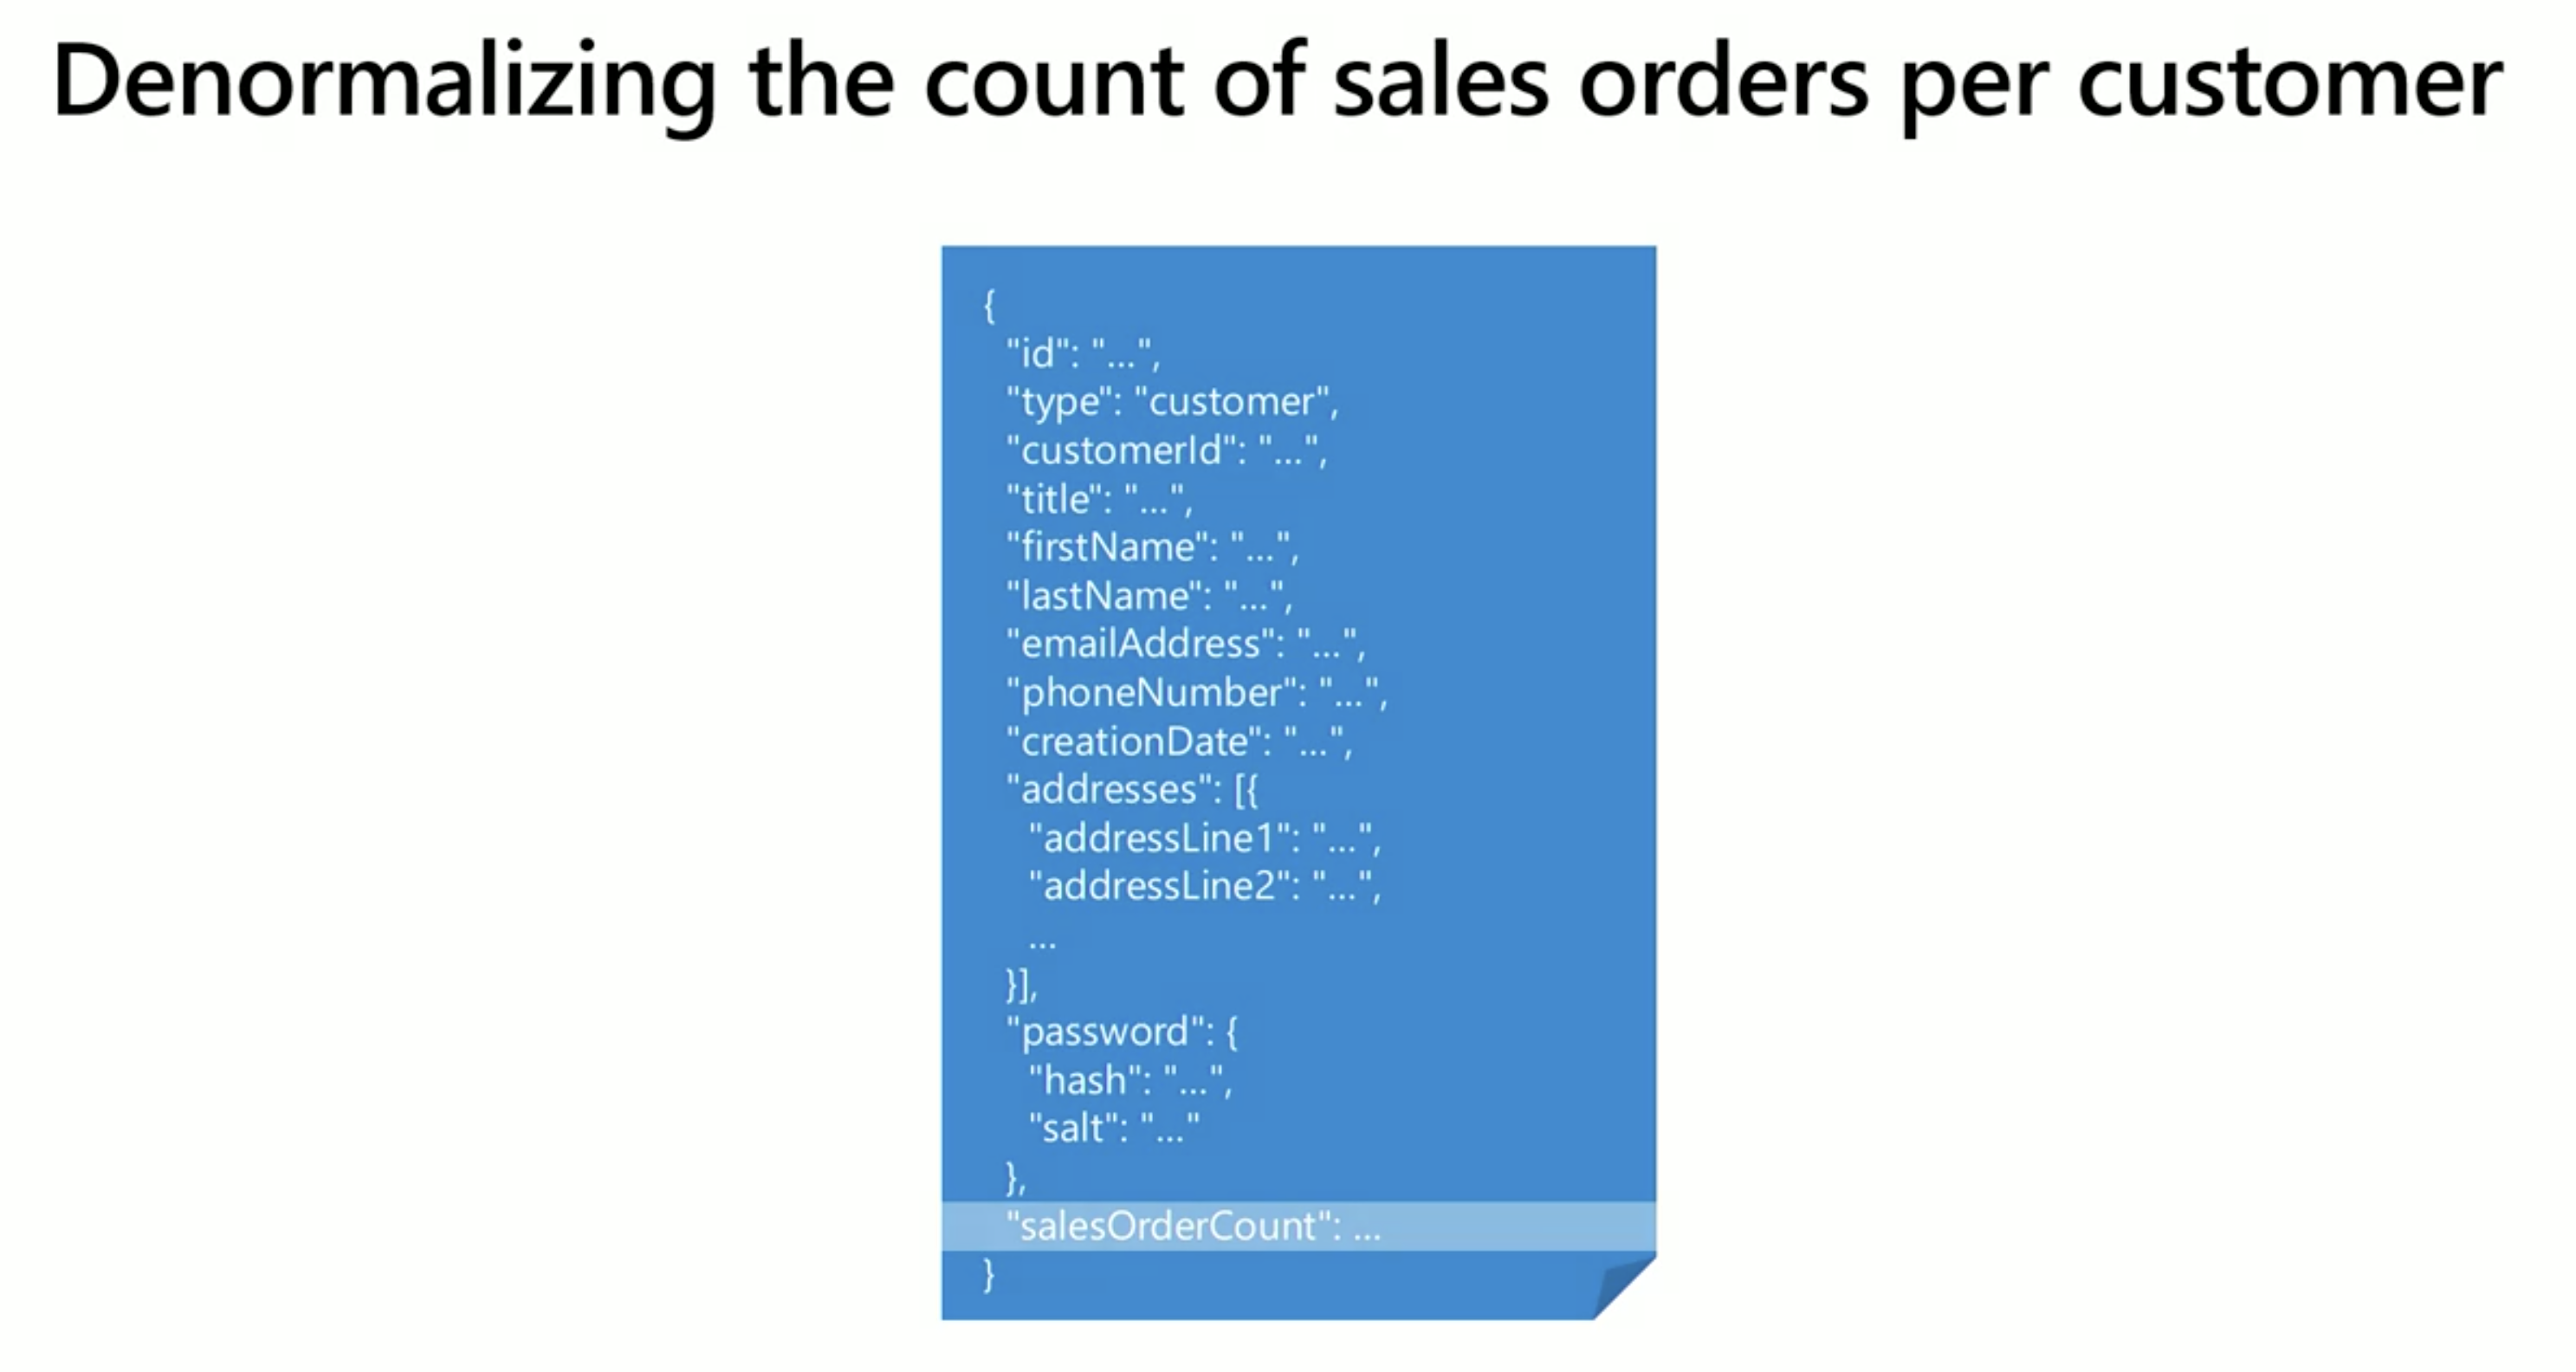 Denormalizing the count of sales orders per customer
{
"id": "...",
"type": "customer",
"customerId": "...",
"title": "...",
"firstName": "...",
"lastName": "...",
"emailAddress": "...",
"phoneNumber": "...",
"creationDate": "...",
"addresses": [{
"addressLine1": "...",
"addressLine2": "...",
...
}],
"password": {
"hash": "...",
"salt": "..."
},
"salesOrderCount": ...
}